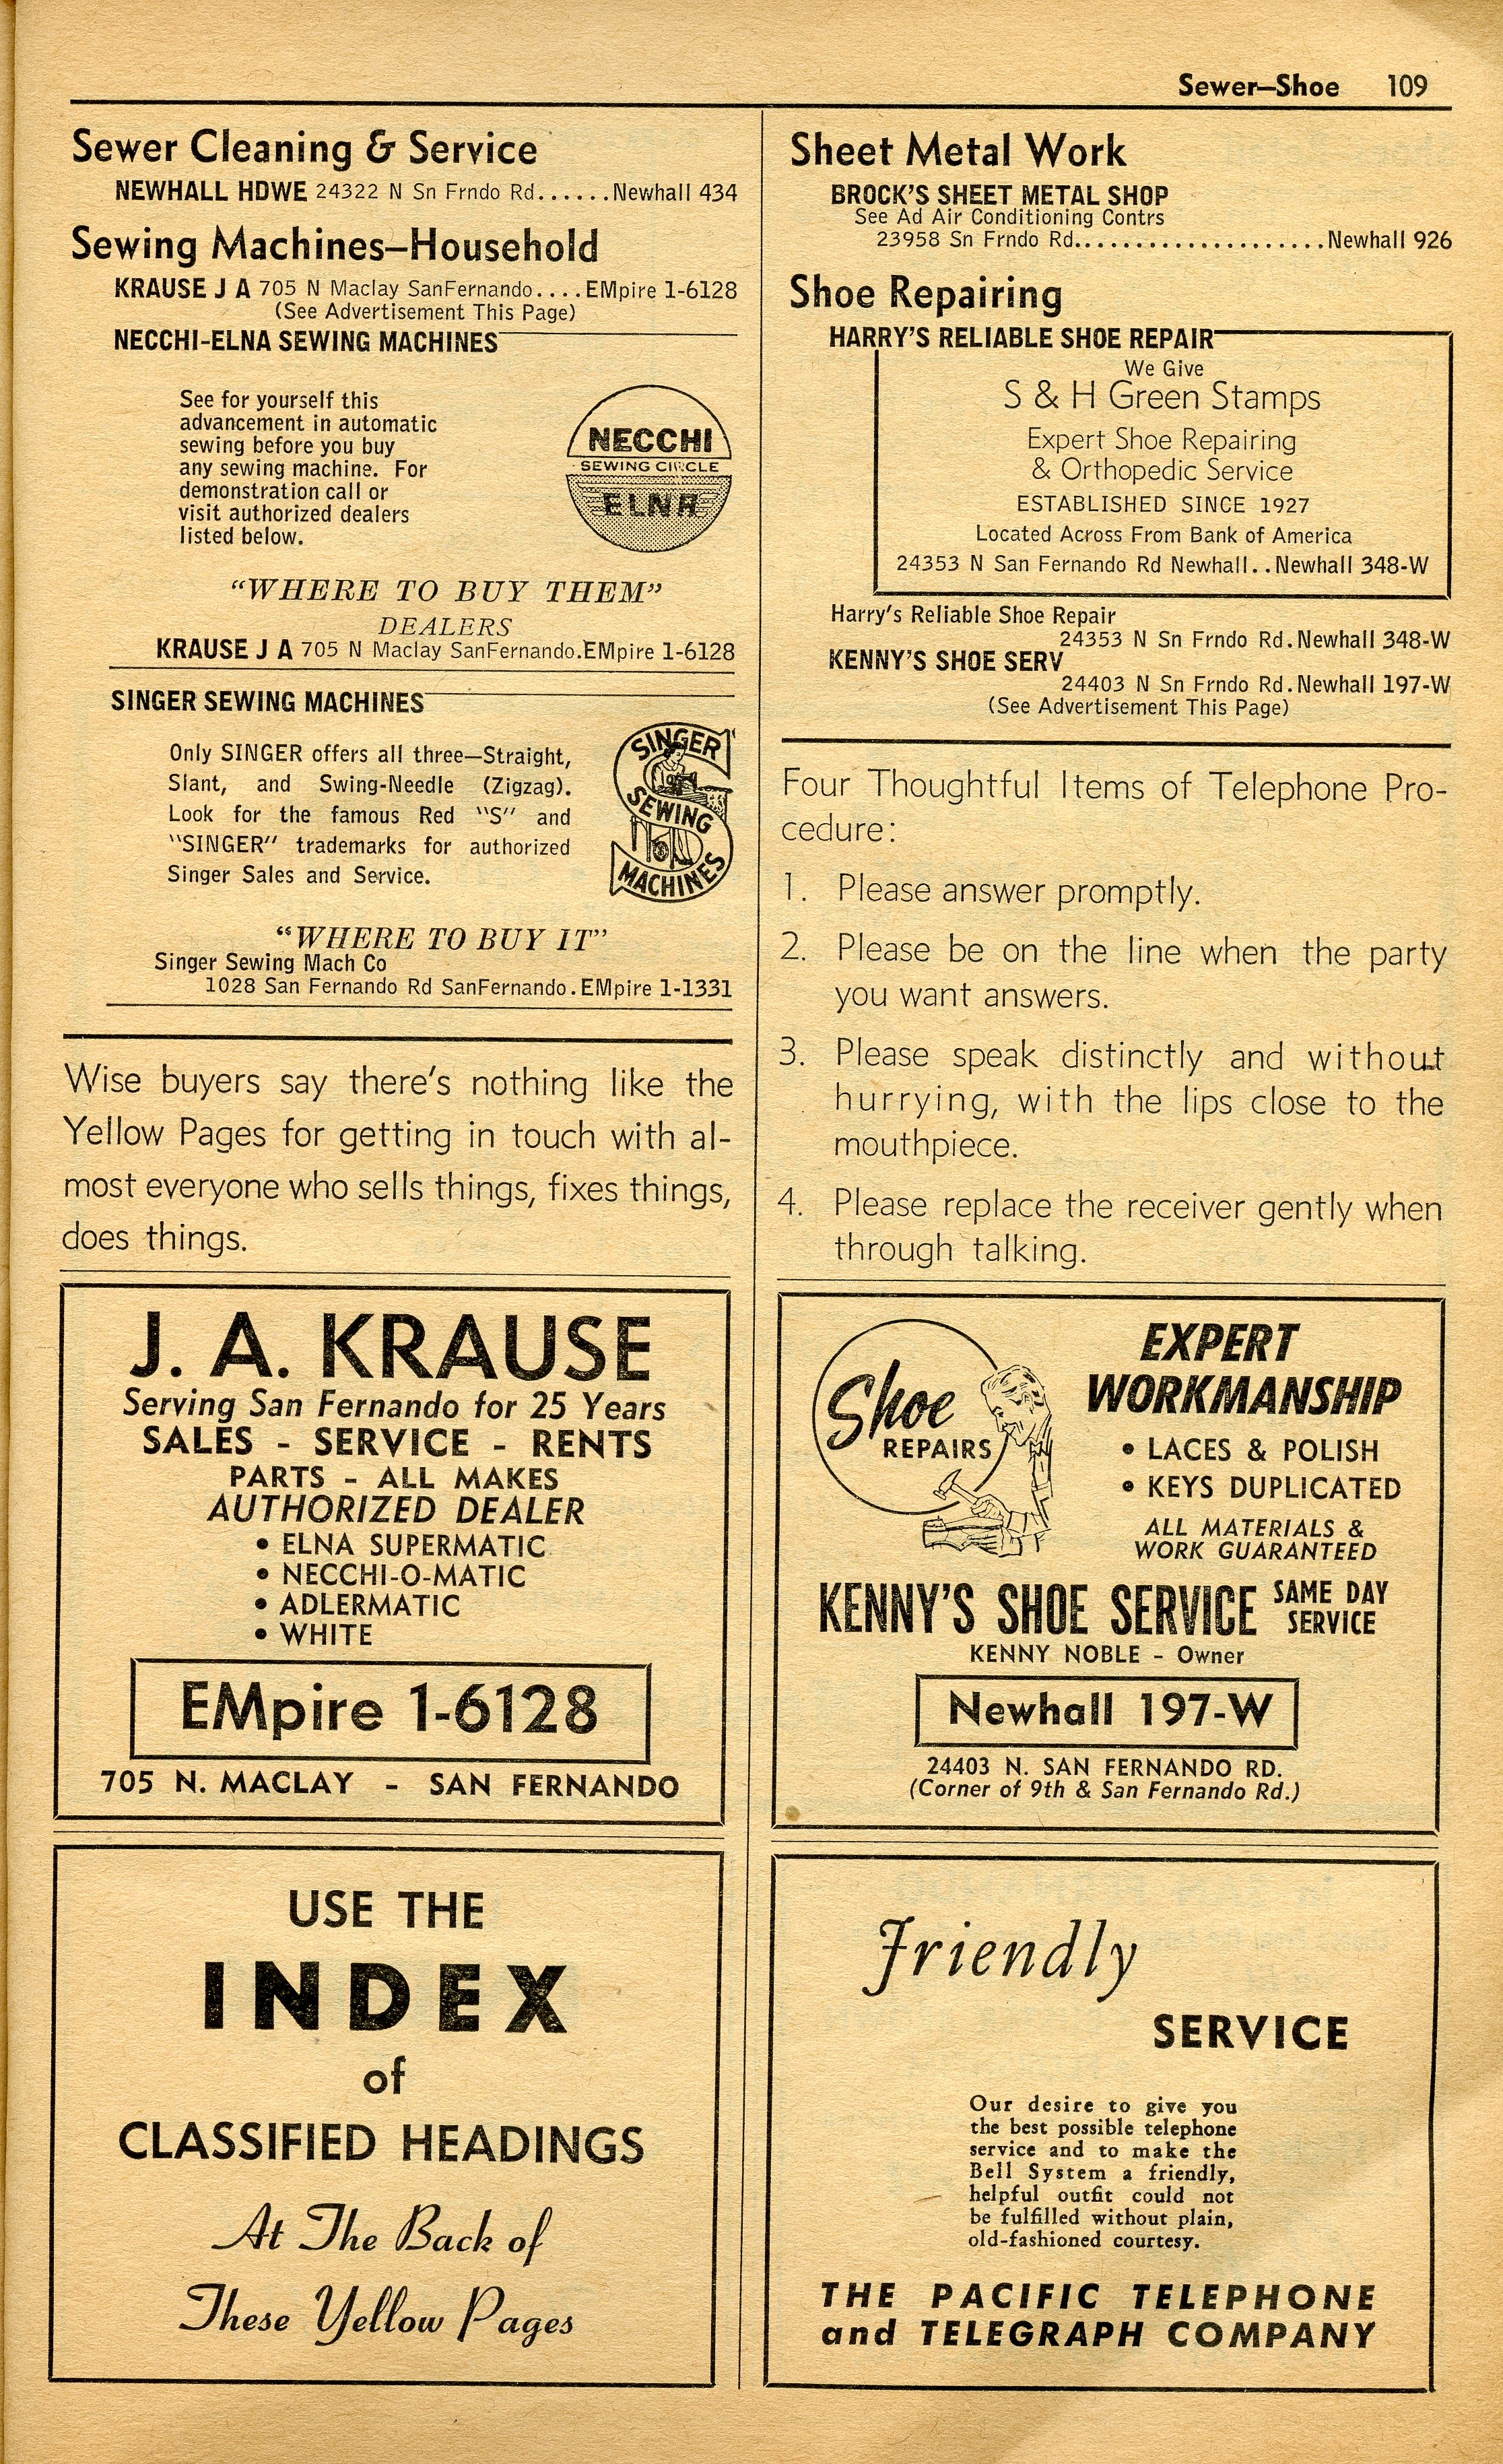 Sewer—Shoe 109
Sewer Cleaning & Service
NEWHALL HDWE 24322 N Sn Frndo Rd......Newhall 434
Sewing Machines—Household
KRAUSE J A 705 N Maclay SanFernando....EMpire 1-6128
(See Advertisement This Page)
NECCHI-ELNA SEWING MACHINES
See for yourself this
advancement in automatic
sewing before you buy
any sewing machine. For
demonstration call or
visit authorized dealers
listed below.
NECCHI
SEWING CIRCLE
ELNA
"WHERE TO BUY THEM"
DEALERS
KRAUSE J A 705 N Maclay SanFernando.EMpire 1-6128
SINGER SEWING MACHINES
Only SINGER offers all three—Straight,
Slant, and Swing-Needle (Zigzag).
Look for the famous Red "S" and
"SINGER" trademarks for authorized
Singer Sales and Service.
SINGER
SEWING
MACHINES
"WHERE TO BUY IT"
Singer Sewing Mach Co
1028 San Fernando Rd SanFernando.EMpire 1-1331
Wise buyers say there's nothing like the
Yellow Pages for getting in touch with al-
most everyone who sells things, fixes things,
does things.
J. A. KRAUSE
Serving San Fernando for 25 Years
SALES - SERVICE - RENTS
PARTS - ALL MAKES
AUTHORIZED DEALER
• ELNA SUPERMATIC
• NECCHI-O-MATIC
• ADLERMATIC
• WHITE
EMpire 1-6128
705 N. MACLAY - SAN FERNANDO
USE THE
INDEX
of
CLASSIFIED HEADINGS
At The Back of
These Yellow Pages
Sheet Metal Work
BROCK'S SHEET METAL SHOP
See Ad Air Conditioning Contrs
23958 Sn Frndo Rd.....................Newhall 926
Shoe Repairing
HARRY'S RELIABLE SHOE REPAIR
We Give
S & H Green Stamps
Expert Shoe Repairing
& Orthopedic Service
ESTABLISHED SINCE 1927
Located Across From Bank of America
24353 N San Fernando Rd Newhall..Newhall 348-W
Harry's Reliable Shoe Repair
24353 N Sn Frndo Rd.Newhall 348-W
KENNY'S SHOE SERV
24403 N Sn Frndo Rd.Newhall 197-W
(See Advertisement This Page)
Four Thoughtful Items of Telephone Pro-
cedure:
1. Please answer promptly.
2. Please be on the line when the party
you want answers.
3. Please speak distinctly and without
hurrying, with the lips close to the
mouthpiece.
4. Please replace the receiver gently when
through talking.
Shoe
REPAIRS
EXPERT
WORKMANSHIP
• LACES & POLISH
• KEYS DUPLICATED
ALL MATERIALS &
WORK GUARANTEED
KENNY'S SHOE SERVICE SAME DAY
SERVICE
KENNY NOBLE - Owner
Newhall 197-W
24403 N. SAN FERNANDO RD.
(Corner of 9th & San Fernando Rd.)
Friendly
SERVICE
Our desire to give you
the best possible telephone
service and to make the
Bell System a friendly,
helpful outfit could not
be fulfilled without plain,
old-fashioned courtesy.
THE PACIFIC TELEPHONE
and TELEGRAPH COMPANY